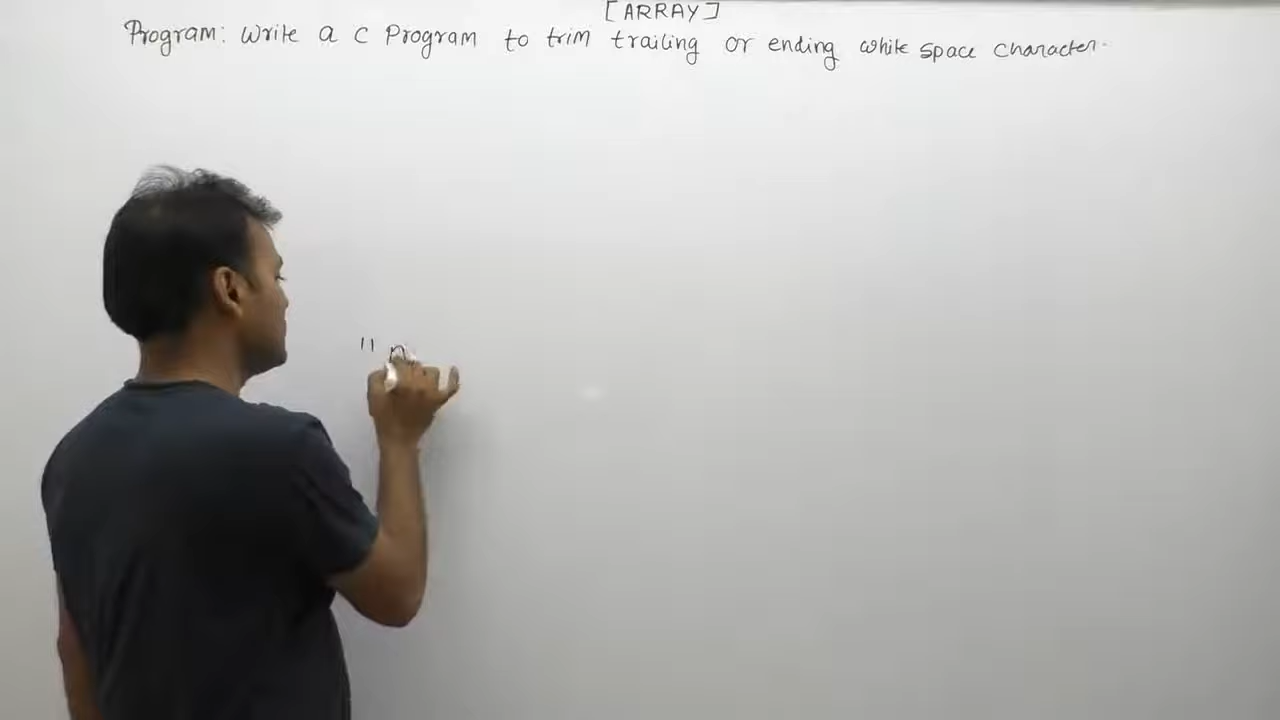 [ARRAY]
Program: Write a C Program to trim trailing or ending white space character.
" n